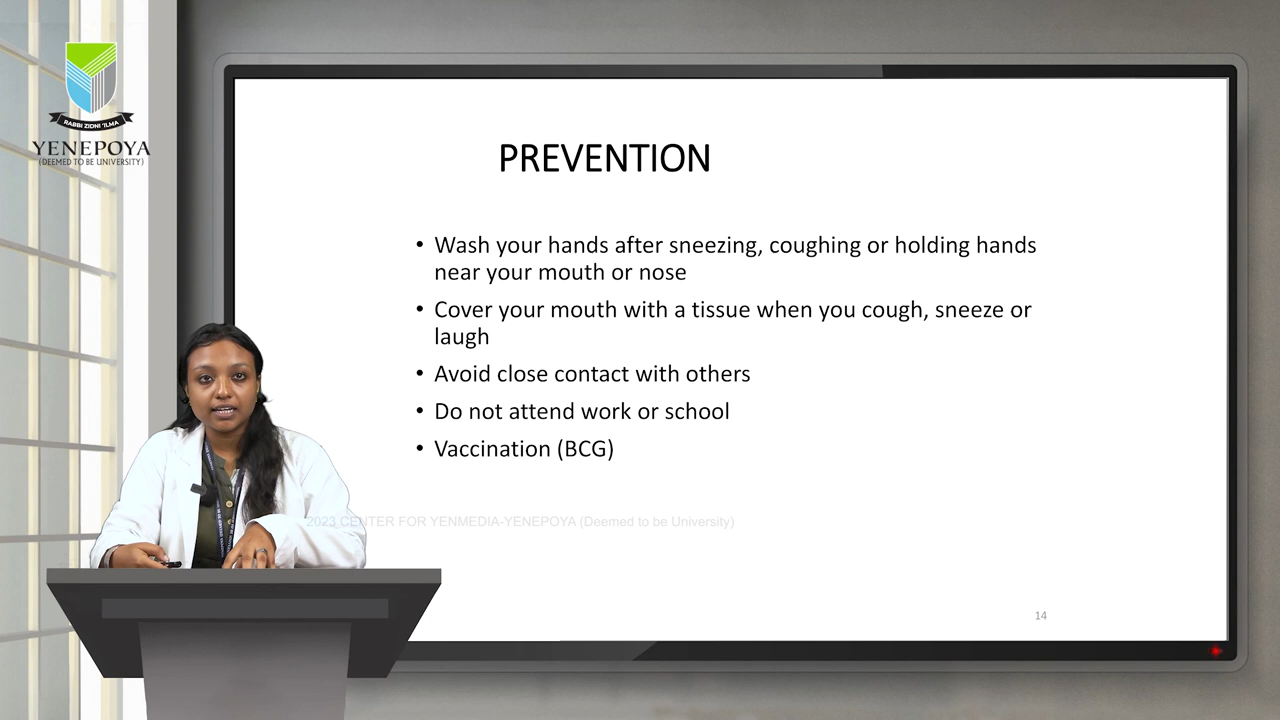 RABBI ZIDNI 'ILMA
YENEPOYA
(DEEMED TO BE UNIVERSITY)
PREVENTION
• Wash your hands after sneezing, coughing or holding hands
near your mouth or nose
• Cover your mouth with a tissue when you cough, sneeze or
laugh
• Avoid close contact with others
• Do not attend work or school
• Vaccination (BCG)
2023 CENTER FOR YENMEDIA-YENEPOYA (Deemed to be University)
14